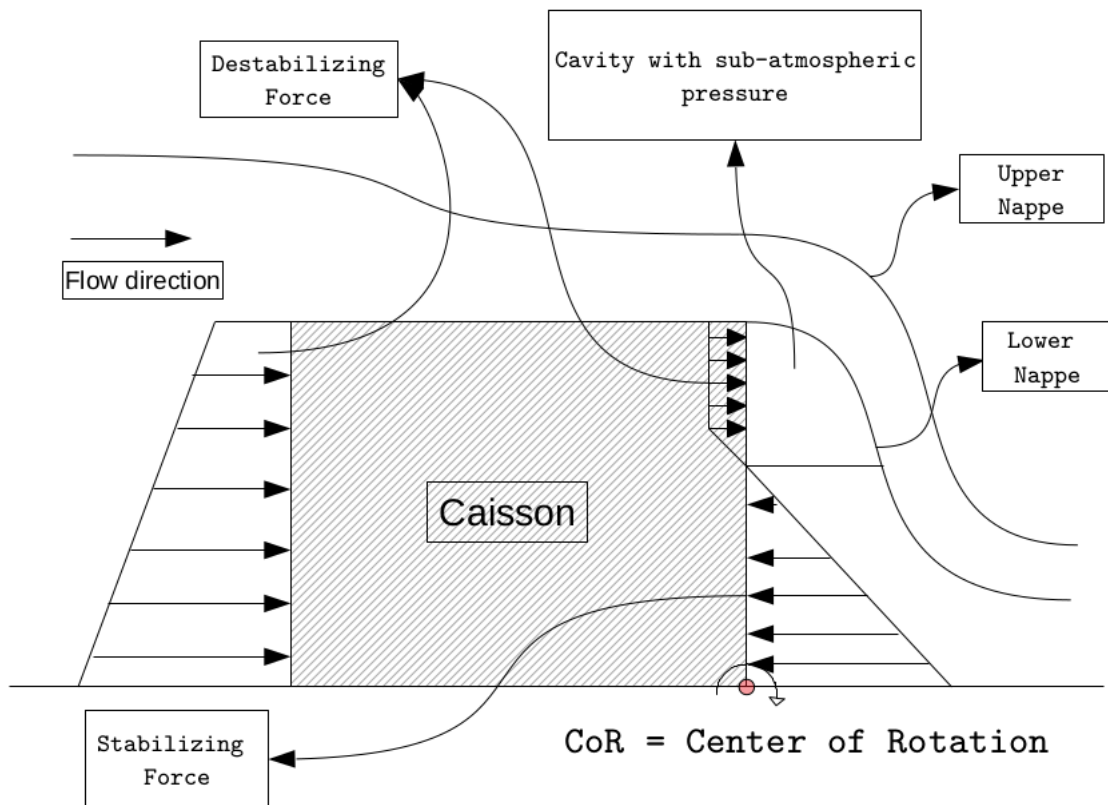 Destabilizing
Force
Cavity with sub-atmospheric
pressure
Upper
Nappe
Flow direction
Lower
Nappe
Caisson
Stabilizing
Force
CoR = Center of Rotation